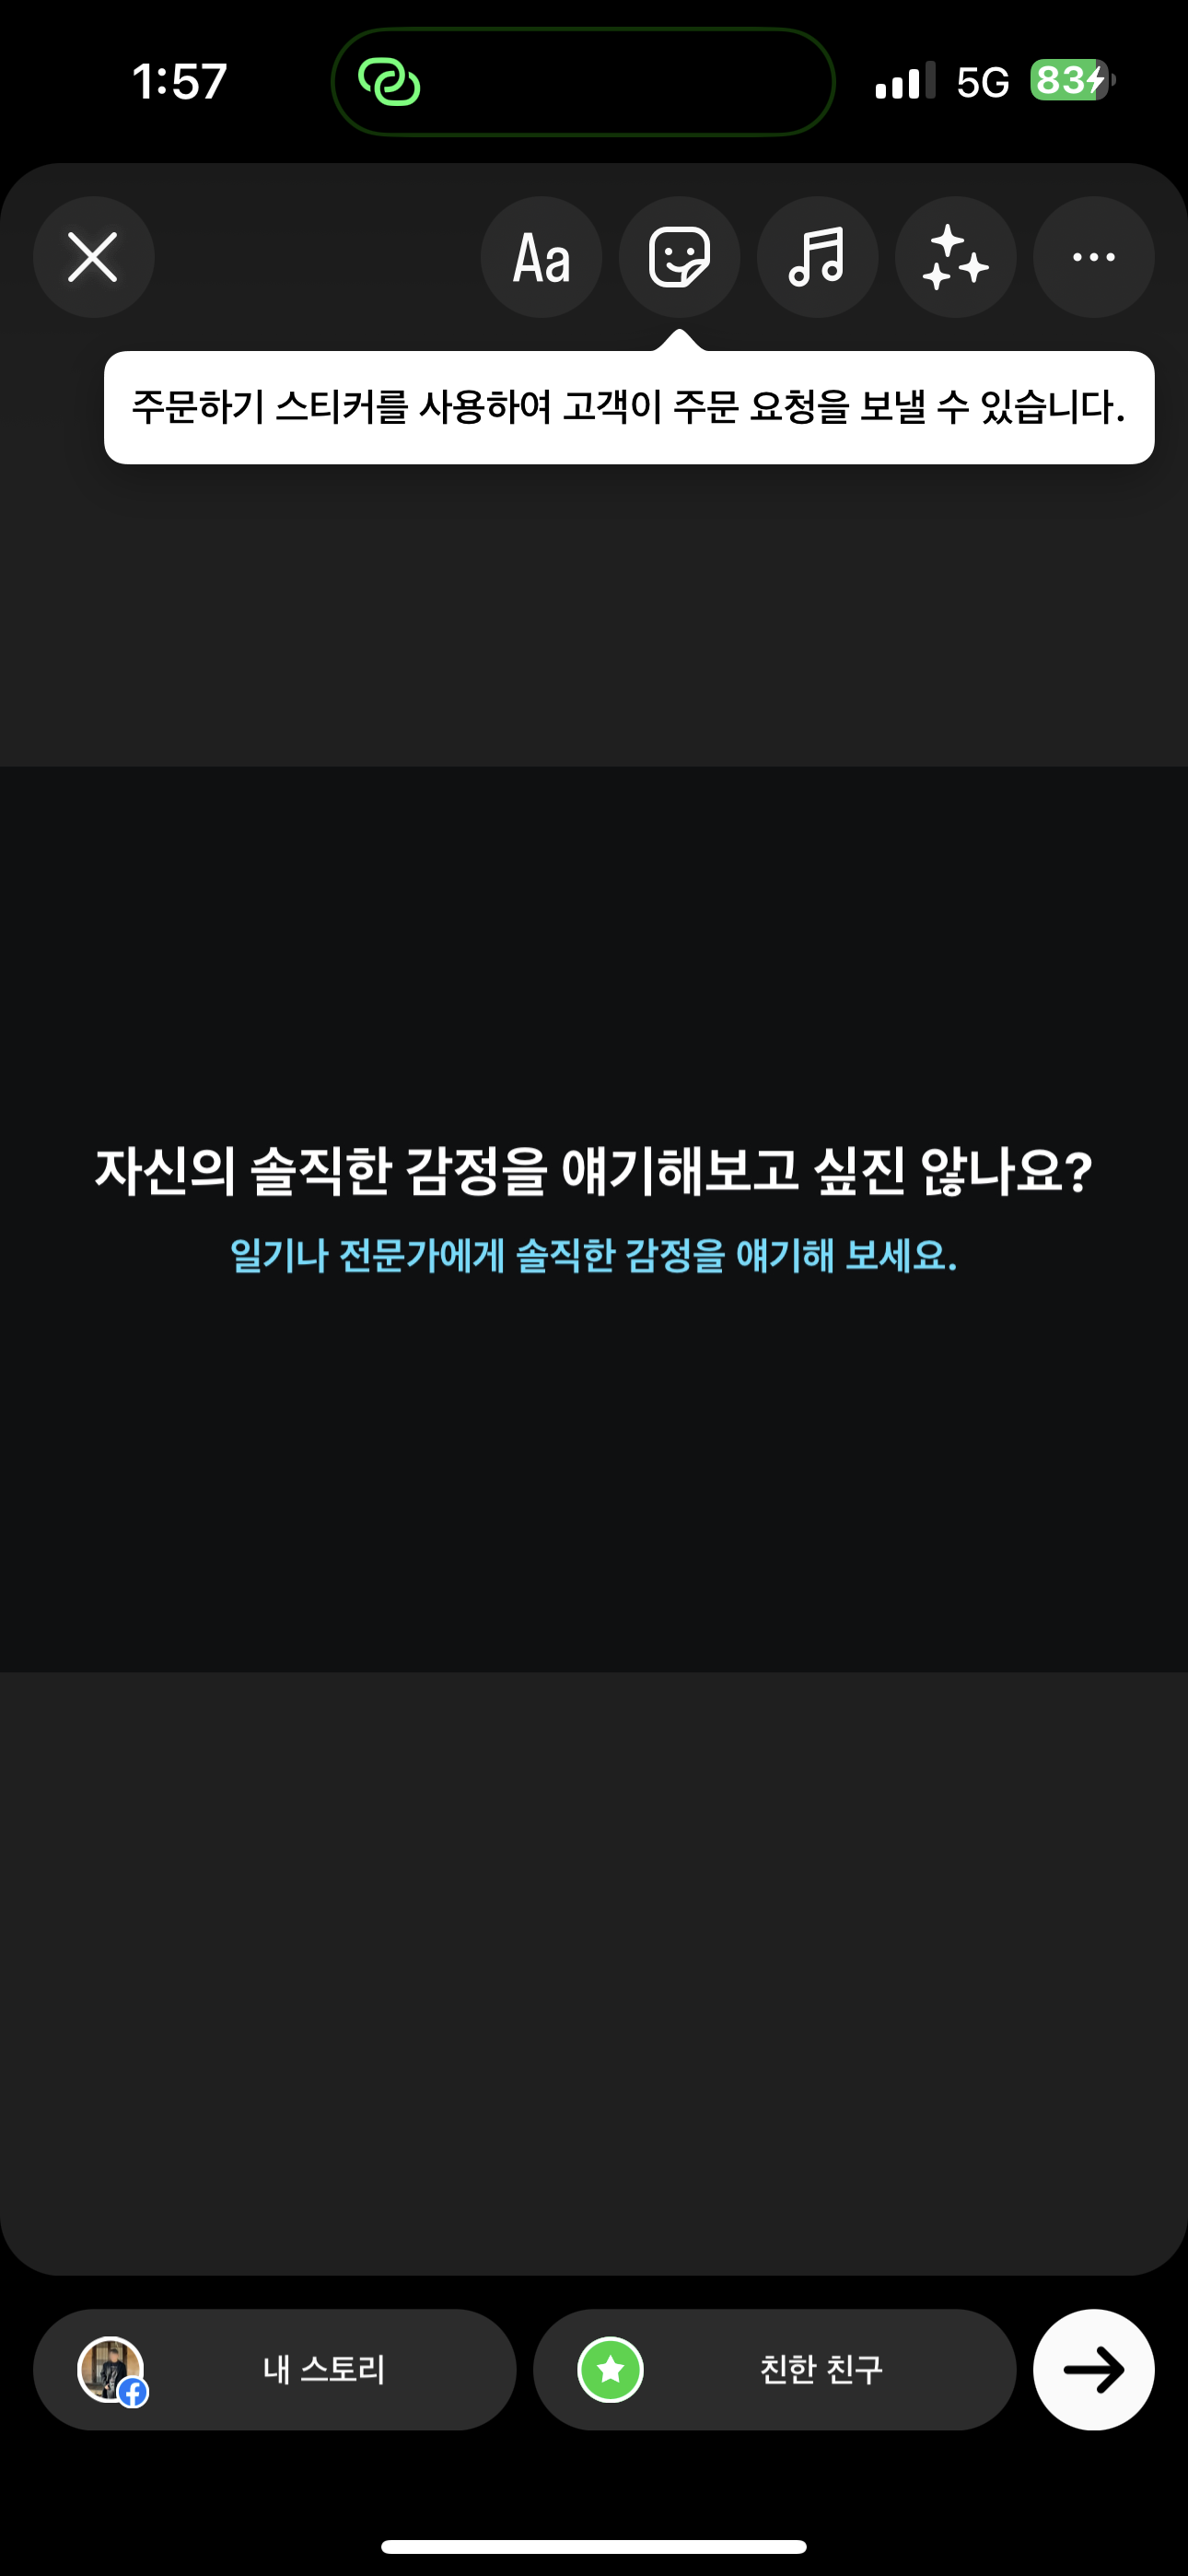 1:57
5G
83
Aa
주문하기 스티커를 사용하여 고객이 주문 요청을 보낼 수 있습니다.
자신의 솔직한 감정을 얘기해보고 싶진 않나요?
일기나 전문가에게 솔직한 감정을 얘기해 보세요.
내 스토리
친한 친구